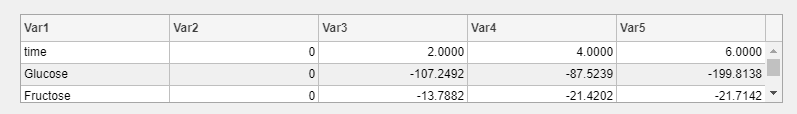 Var1 Var2 Var3 Var4 Var5
time 0 2.0000 4.0000 6.0000
Glucose 0 -107.2492 -87.5239 -199.8138
Fructose 0 -13.7882 -21.4202 -21.7142